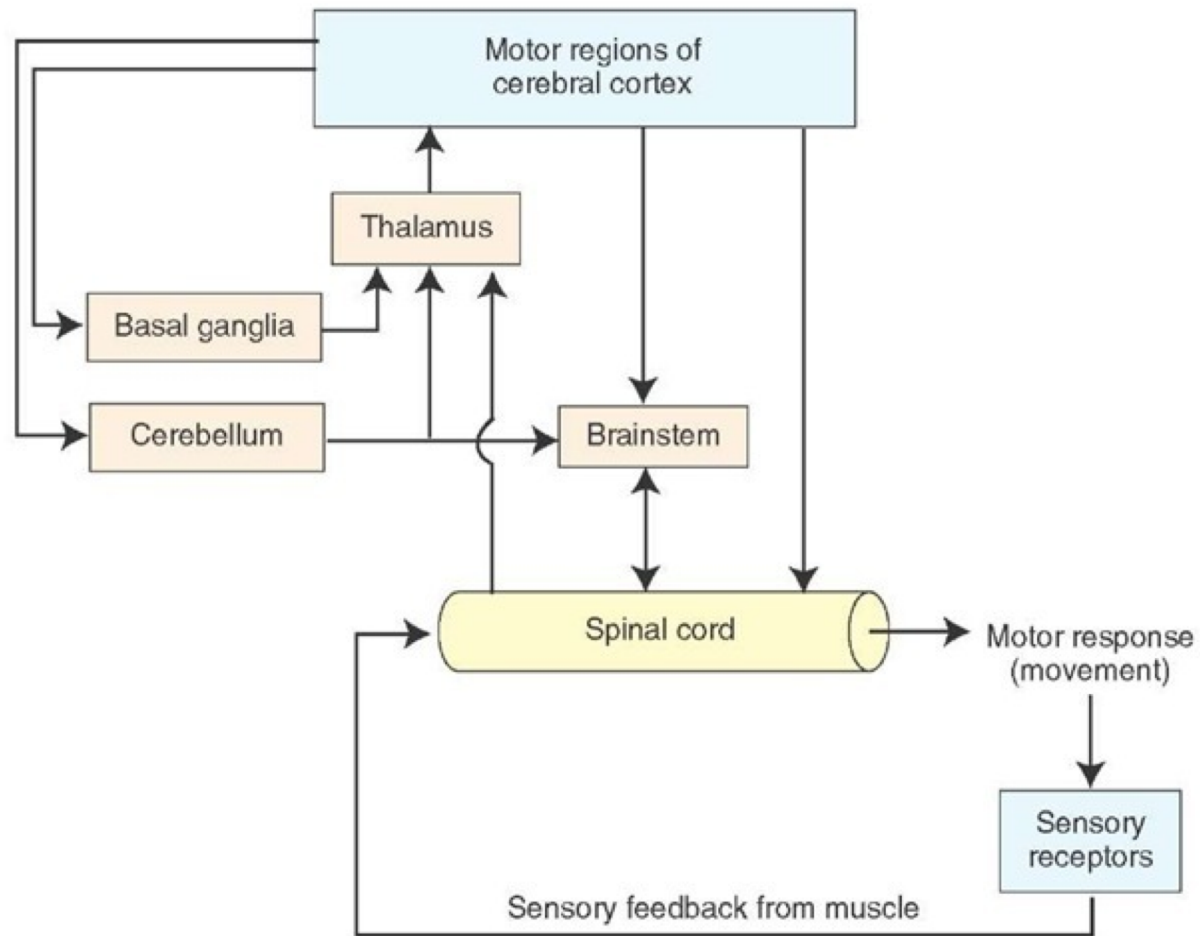 Motor regions of
cerebral cortex
Thalamus
Basal ganglia
Cerebellum
Brainstem
Spinal cord
Motor response
(movement)
Sensory
receptors
Sensory feedback from muscle